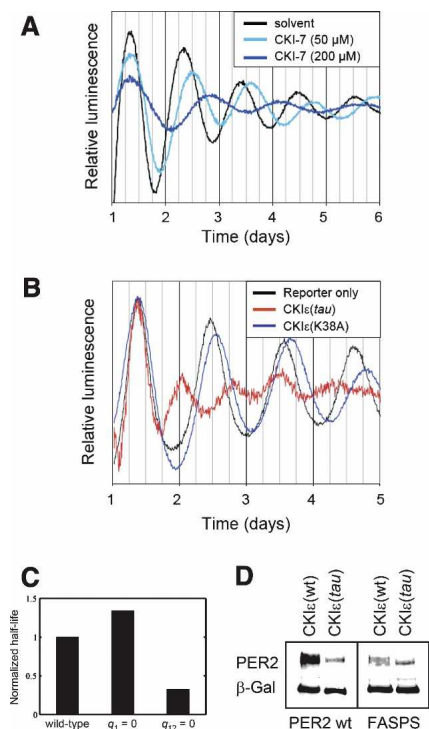 A
solvent
CKI-7 (50 µM)
CKI-7 (200 µM)
Relative luminescence
1 2 3 4 5 6
Time (days)
B
Reporter only
CKIε(tau)
CKIε(K38A)
Relative luminescence
1 2 3 4 5
Time (days)
C
Normalized half-life
1.5
1
0.5
0
wild-type q1 = 0 q12 = 0
D
CKIε(wt) CKIε(tau) CKIε(wt) CKIε(tau)
PER2
β-Gal
PER2 wt FASPS